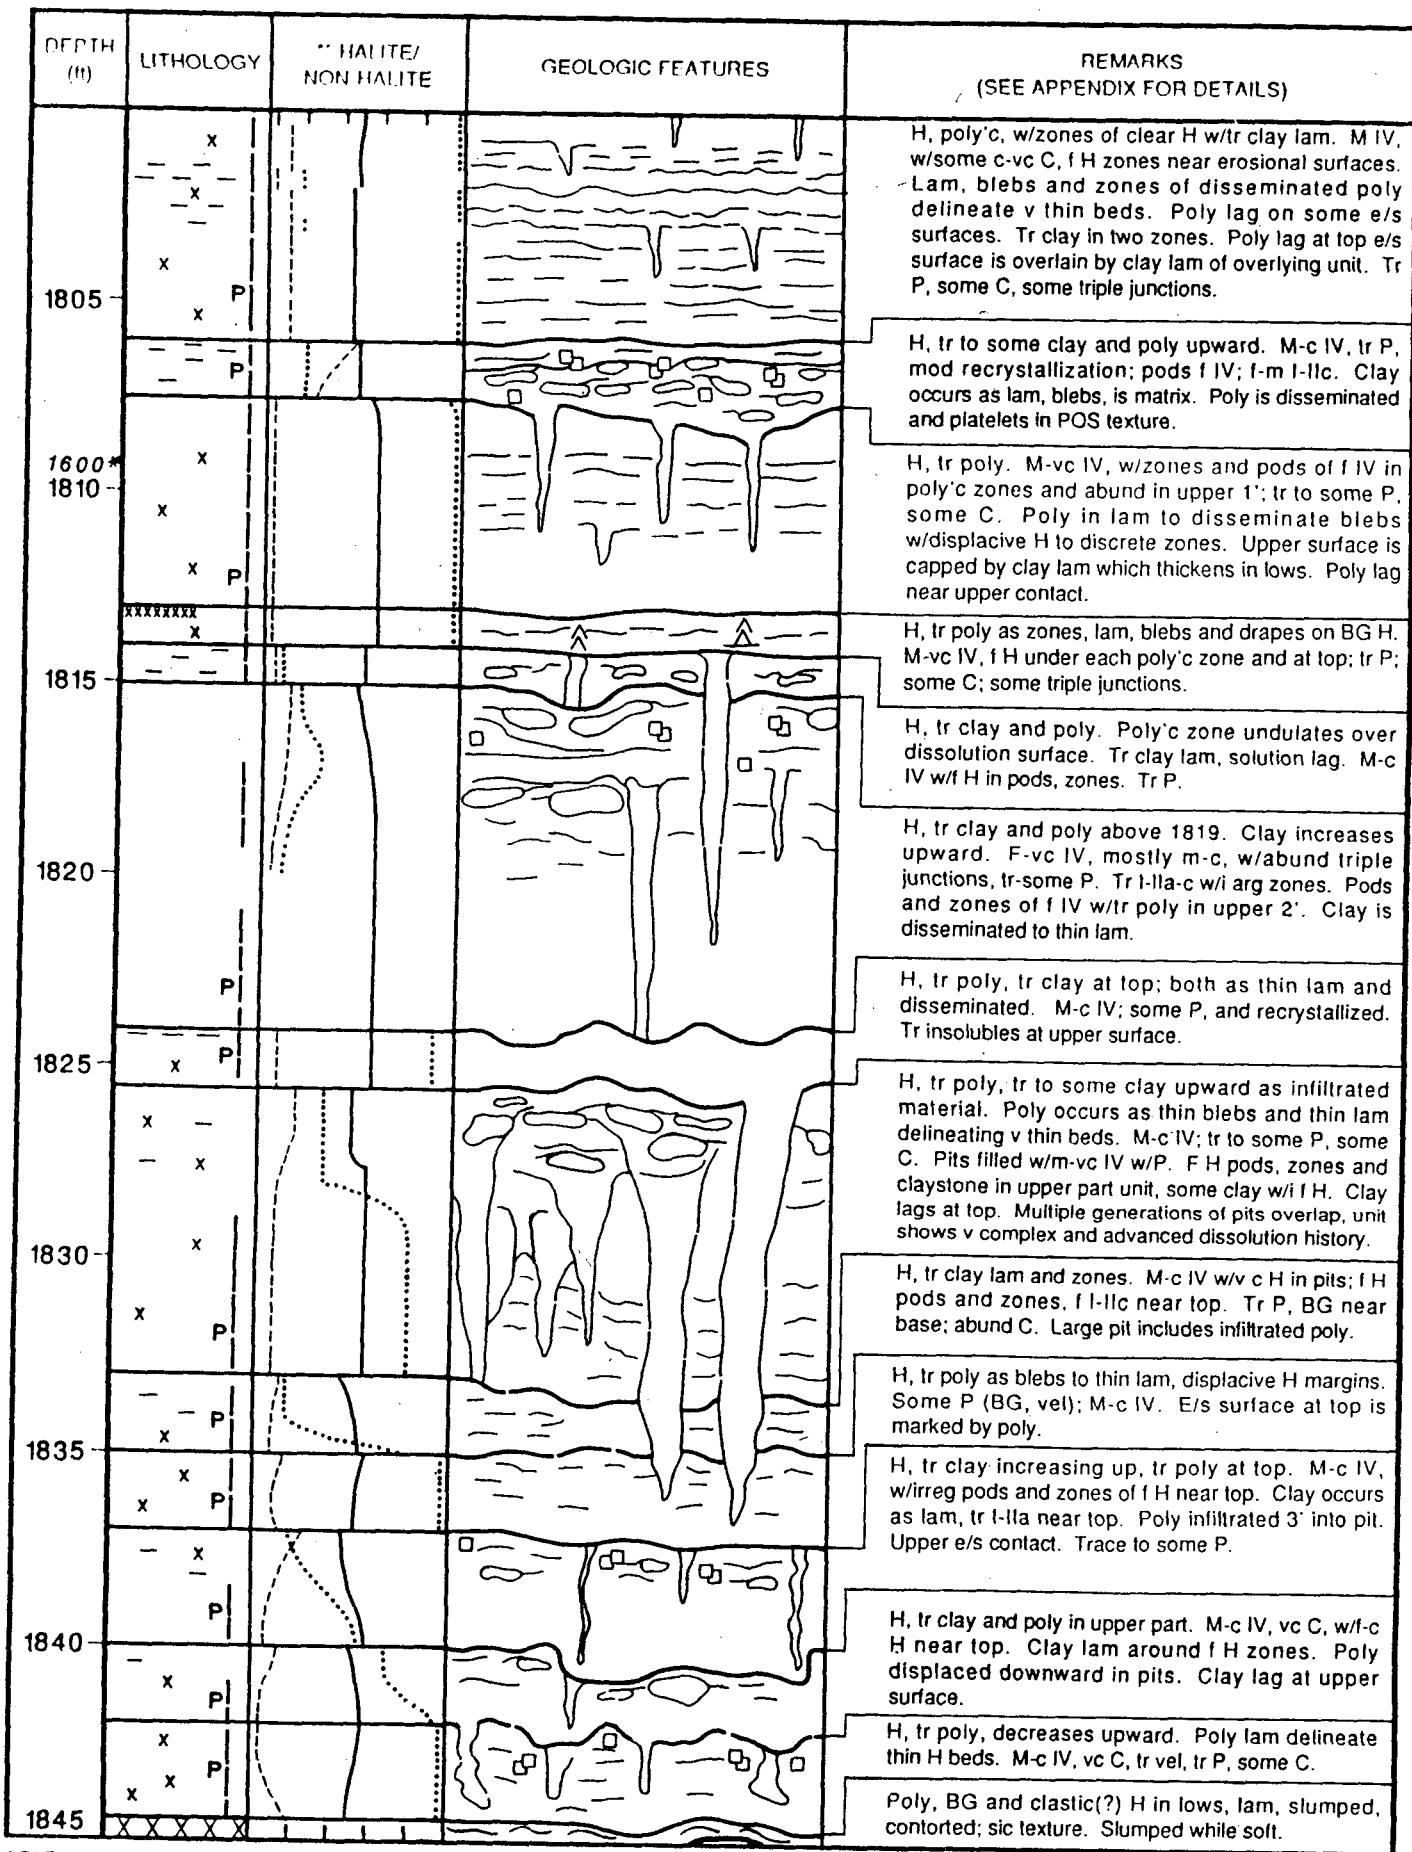 DEPTH
(ft)
LITHOLOGY
** HALITE/
NON HALITE
GEOLOGIC FEATURES
REMARKS
(SEE APPENDIX FOR DETAILS)
H, poly'c, w/zones of clear H w/tr clay lam. M IV,
w/some c-vc C, f H zones near erosional surfaces.
Lam, blebs and zones of disseminated poly
delineate v thin beds. Poly lag on some e/s
surfaces. Tr clay in two zones. Poly lag at top e/s
surface is overlain by clay lam of overlying unit. Tr
P, some C, some triple junctions.
1805
P
H, tr to some clay and poly upward. M-c IV, tr P,
mod recrystallization; pods f IV; f-m I-IIc. Clay
occurs as lam, blebs, is matrix. Poly is disseminated
and platelets in POS texture.
P
1600*
1810
H, tr poly. M-vc IV, w/zones and pods of f IV in
poly'c zones and abund in upper 1'; tr to some P,
some C. Poly in lam to disseminate blebs
w/displacive H to discrete zones. Upper surface is
capped by clay lam which thickens in lows. Poly lag
near upper contact.
P
H, tr poly as zones, lam, blebs and drapes on BG H.
M-vc IV, f H under each poly'c zone and at top; tr P;
some C; some triple junctions.
1815
H, tr clay and poly. Poly'c zone undulates over
dissolution surface. Tr clay lam, solution lag. M-c
IV w/f H in pods, zones. Tr P.
1820
H, tr clay and poly above 1819. Clay increases
upward. F-vc IV, mostly m-c, w/abund triple
junctions, tr-some P. Tr I-IIa-c w/i arg zones. Pods
and zones of f IV w/tr poly in upper 2'. Clay is
disseminated to thin lam.
P
H, tr poly, tr clay at top; both as thin lam and
disseminated. M-c IV; some P, and recrystallized.
Tr insolubles at upper surface.
1825
P
H, tr poly, tr to some clay upward as infiltrated
material. Poly occurs as thin blebs and thin lam
delineating v thin beds. M-c IV; tr to some P, some
C. Pits filled w/m-vc IV w/P. F H pods, zones and
claystone in upper part unit, some clay w/i f H. Clay
lags at top. Multiple generations of pits overlap, unit
shows v complex and advanced dissolution history.
1830
P
H, tr clay lam and zones. M-c IV w/v c H in pits; f H
pods and zones, f I-IIc near top. Tr P, BG near
base; abund C. Large pit includes infiltrated poly.
P
H, tr poly as blebs to thin lam, displacive H margins.
Some P (BG, vel); M-c IV. E/s surface at top is
marked by poly.
1835
P
H, tr clay increasing up, tr poly at top. M-c IV,
w/irreg pods and zones of f H near top. Clay occurs
as lam, tr I-IIa near top. Poly infiltrated 3' into pit.
Upper e/s contact. Trace to some P.
P
1840
H, tr clay and poly in upper part. M-c IV, vc C, w/f-c
H near top. Clay lam around f H zones. Poly
displaced downward in pits. Clay lag at upper
surface.
P
H, tr poly, decreases upward. Poly lam delineate
thin H beds. M-c IV, vc C, tr vel, tr P, some C.
P
1845
Poly, BG and clastic(?) H in lows, lam, slumped,
contorted; sic texture. Slumped while soft.